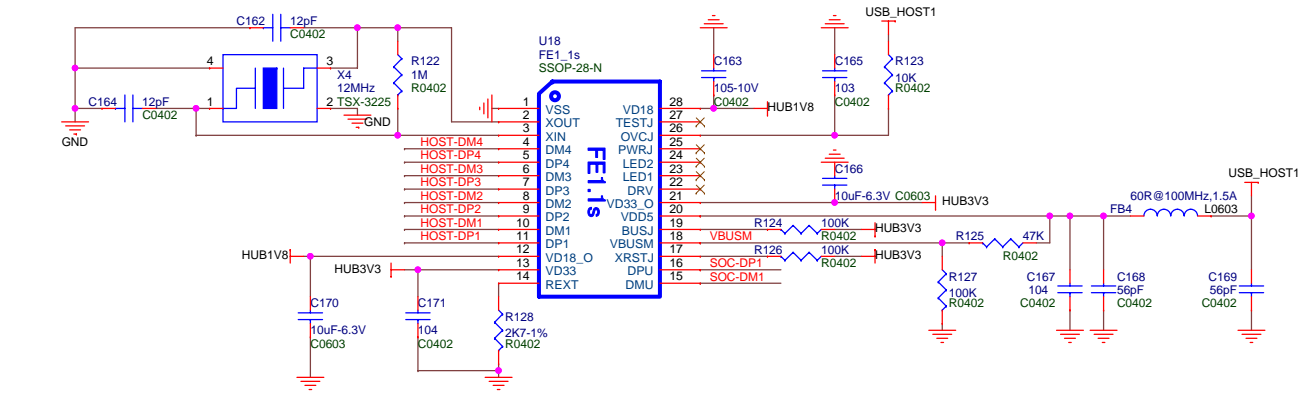 C162
12pF
C0402
4
3
X4
12MHz
TSX-3225
R122
1M
R0402
C164
12pF
C0402
1
2
GND
GND
U18
FE1_1s
SSOP-28-N
FE1.1s
1
VSS
2
XOUT
3
XIN
HOST-DM4
4
DM4
HOST-DP4
5
DP4
HOST-DM3
6
DM3
HOST-DP3
7
DP3
HOST-DM2
8
DM2
HOST-DP2
9
DP2
HOST-DM1
10
DM1
HOST-DP1
11
DP1
12
VD18_O
13
VD33
14
REXT
VD18
28
TESTJ
27
OVCJ
26
PWRJ
25
LED2
24
LED1
23
DRV
22
VD33_O
21
VDD5
20
BUSJ
19
VBUSM
18
XRSTJ
17
DPU
16
SOC-DP1
DMU
15
SOC-DM1
C163
105-10V
C0402
HUB1V8
C165
103
C0402
USB_HOST1
R123
10K
R0402
C166
10uF-6.3V
C0603
HUB3V3
R124
100K
R0402
HUB3V3
VBUSM
R126
100K
R0402
HUB3V3
R125
47K
R0402
R127
100K
R0402
C167
104
C0402
C168
56pF
C0402
60R@100MHz,1.5A
FB4
L0603
USB_HOST1
C169
56pF
C0402
HUB1V8
C170
10uF-6.3V
C0603
HUB3V3
C171
104
C0402
R128
2K7-1%
R0402